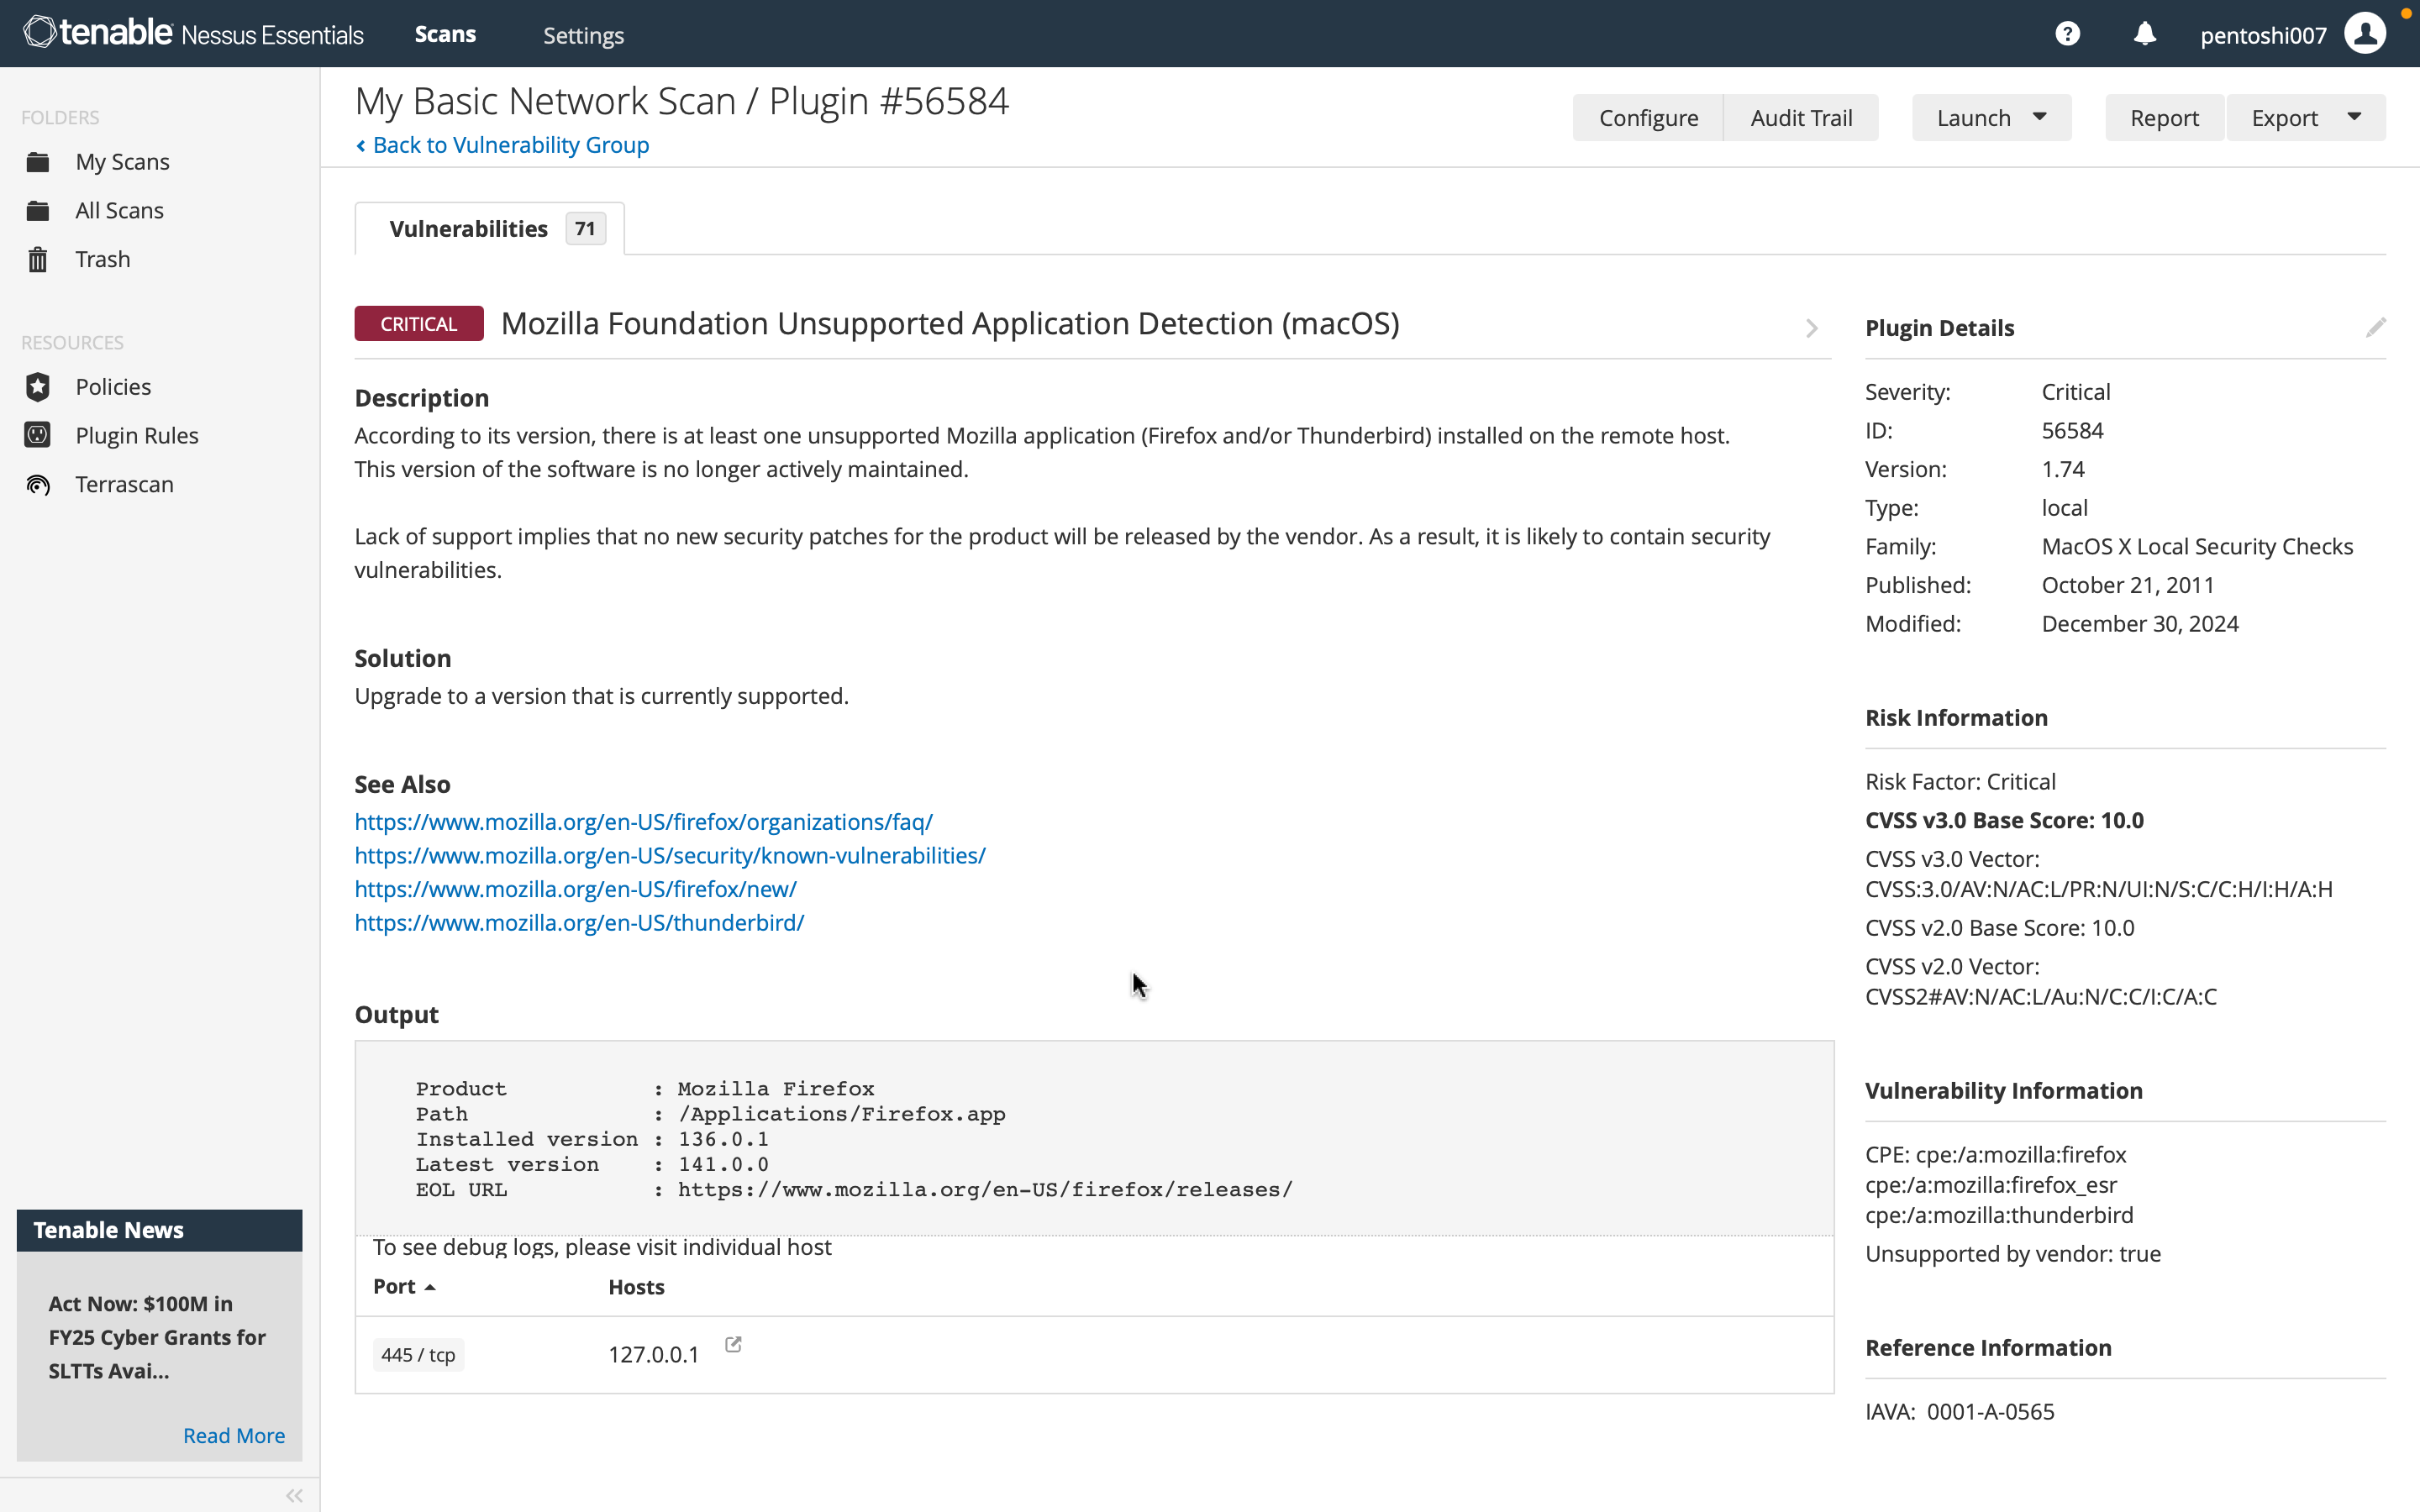 tenable Nessus Essentials
Scans
Settings
pentoshi007
FOLDERS
My Scans
All Scans
Trash
RESOURCES
Policies
Plugin Rules
Terrascan
Tenable News
Act Now: $100M in
FY25 Cyber Grants for
SLTTs Avai...
Read More
My Basic Network Scan / Plugin #56584
Back to Vulnerability Group
Configure
Audit Trail
Launch
Report
Export
Vulnerabilities 71
CRITICAL Mozilla Foundation Unsupported Application Detection (macOS)
Description
According to its version, there is at least one unsupported Mozilla application (Firefox and/or Thunderbird) installed on the remote host.
This version of the software is no longer actively maintained.
Lack of support implies that no new security patches for the product will be released by the vendor. As a result, it is likely to contain security
vulnerabilities.
Solution
Upgrade to a version that is currently supported.
See Also
https://www.mozilla.org/en-US/firefox/organizations/faq/
https://www.mozilla.org/en-US/security/known-vulnerabilities/
https://www.mozilla.org/en-US/firefox/new/
https://www.mozilla.org/en-US/thunderbird/
Output
Product : Mozilla Firefox
Path : /Applications/Firefox.app
Installed version : 136.0.1
Latest version : 141.0.0
EOL URL : https://www.mozilla.org/en-US/firefox/releases/
To see debug logs, please visit individual host
Port Hosts
445 / tcp 127.0.0.1
Plugin Details
Severity: Critical
ID: 56584
Version: 1.74
Type: local
Family: MacOS X Local Security Checks
Published: October 21, 2011
Modified: December 30, 2024
Risk Information
Risk Factor: Critical
CVSS v3.0 Base Score: 10.0
CVSS v3.0 Vector:
CVSS:3.0/AV:N/AC:L/PR:N/UI:N/S:C/C:H/I:H/A:H
CVSS v2.0 Base Score: 10.0
CVSS v2.0 Vector:
CVSS2#AV:N/AC:L/Au:N/C:C/I:C/A:C
Vulnerability Information
CPE: cpe:/a:mozilla:firefox
cpe:/a:mozilla:firefox_esr
cpe:/a:mozilla:thunderbird
Unsupported by vendor: true
Reference Information
IAVA: 0001-A-0565